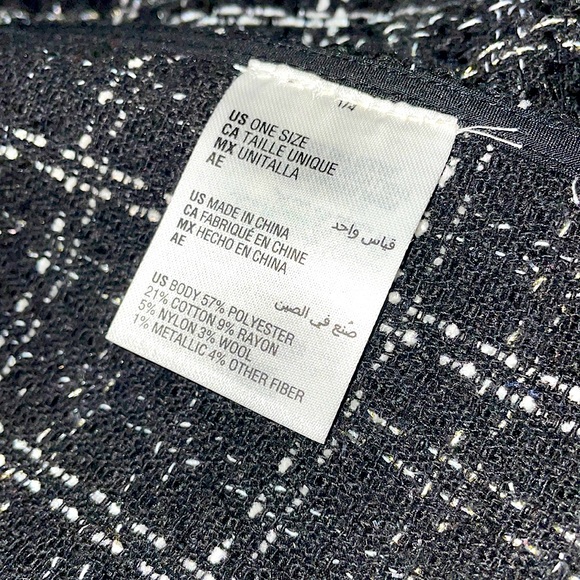 1/4
US ONE SIZE
CA TAILLE UNIQUE
MX UNITALLA
AE
قياس واحد
US MADE IN CHINA
CA FABRIQUÉ EN CHINE
MX HECHO EN CHINA
AE
صُنع في الصين
US BODY 57% POLYESTER
21% COTTON 9% RAYON
5% NYLON 3% WOOL
1% METALLIC 4% OTHER FIBER